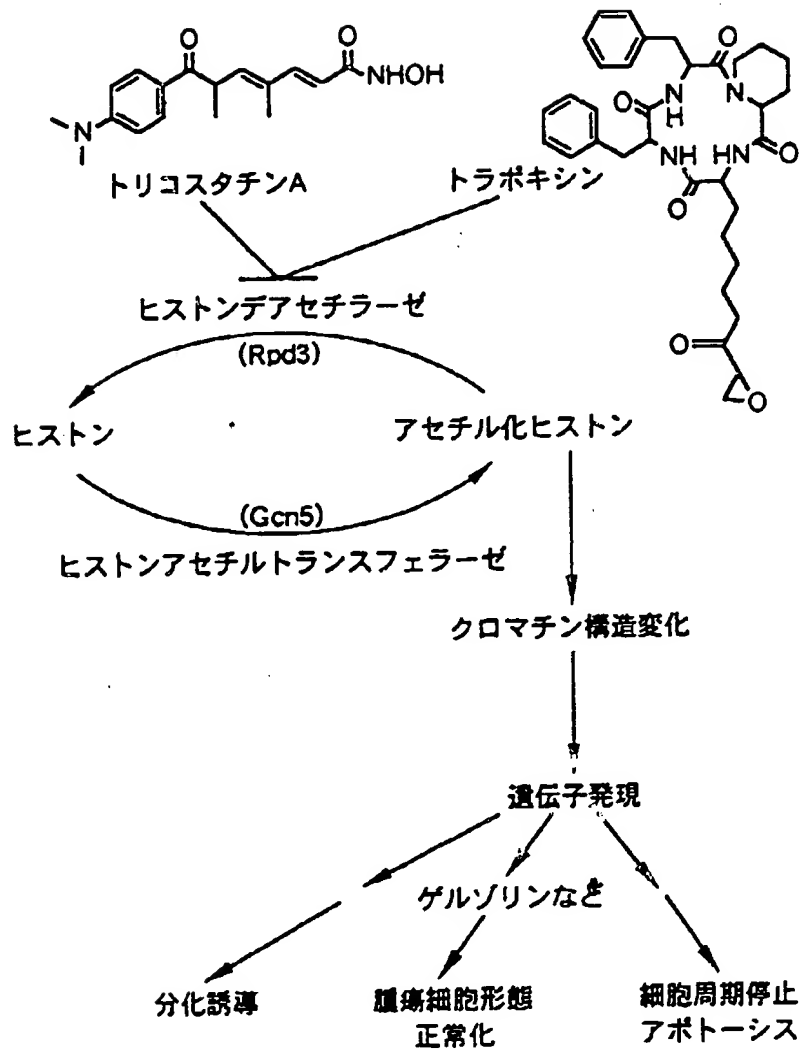 O
O
NHOH
N
トリコスタチンA
O
N
H
N
O
O
NH
HN
O
O
O
トラポキシン
ヒストンデアセチラーゼ
(Rpd3)
ヒストン
アセチル化ヒストン
(Gcn5)
ヒストンアセチルトランスフェラーゼ
クロマチン構造変化
遺伝子発現
ゲルゾリンなど
分化誘導
腫瘍細胞形態
正常化
細胞周期停止
アポトーシス